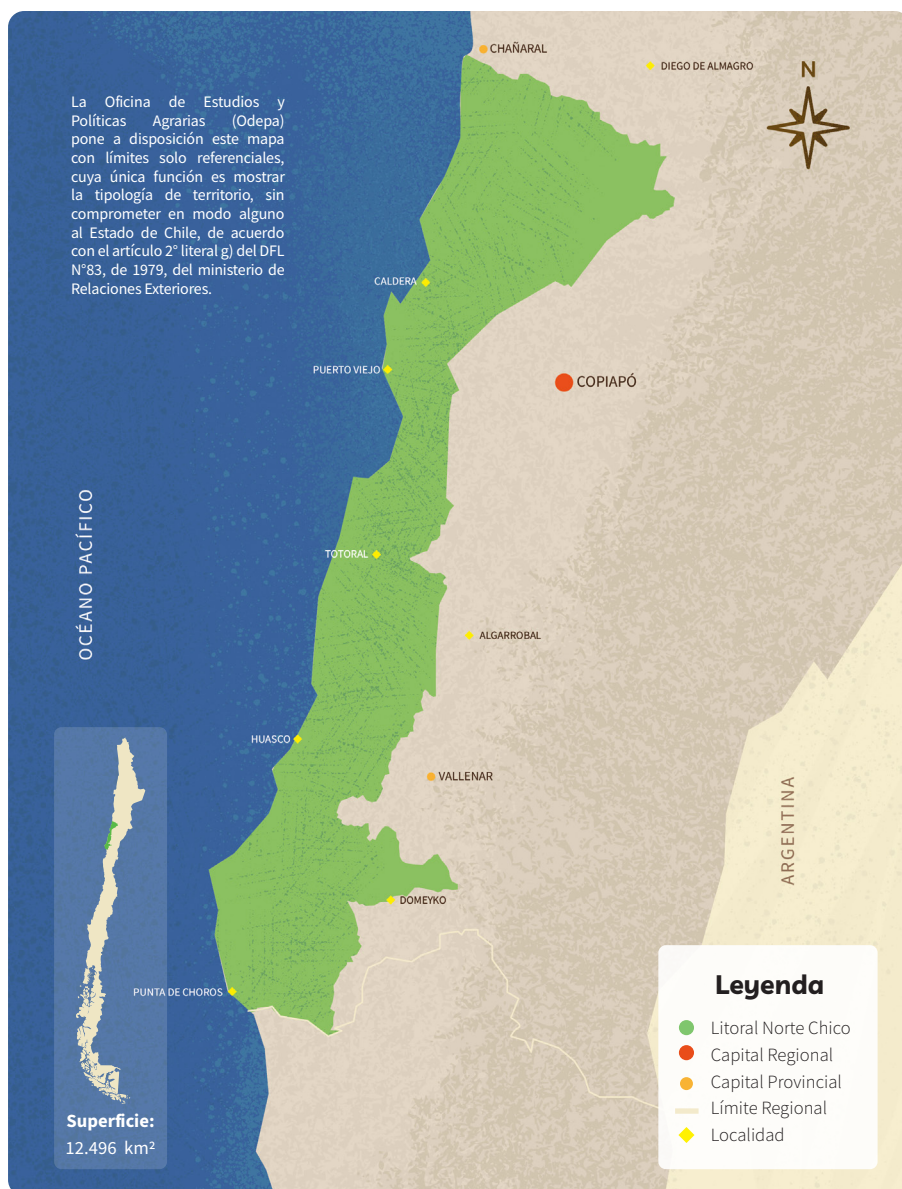 CHAÑARAL
DIEGO DE ALMAGRO
N
La Oficina de Estudios y
Políticas Agrarias (Odepa)
pone a disposición este mapa
con límites solo referenciales,
cuya única función es mostrar
la tipología de territorio, sin
comprometer en modo alguno
al Estado de Chile, de acuerdo
con el artículo 2° literal g) del DFL
N°83, de 1979, del ministerio de
Relaciones Exteriores.
CALDERA
PUERTO VIEJO
COPIAPÓ
OCÉANO PACÍFICO
TOTORAL
ALGARROBAL
HUASCO
VALLENAR
ARGENTINA
DOMEYKO
PUNTA DE CHOROS
Superficie:
12.496 km²
Leyenda
Litoral Norte Chico
Capital Regional
Capital Provincial
Límite Regional
Localidad